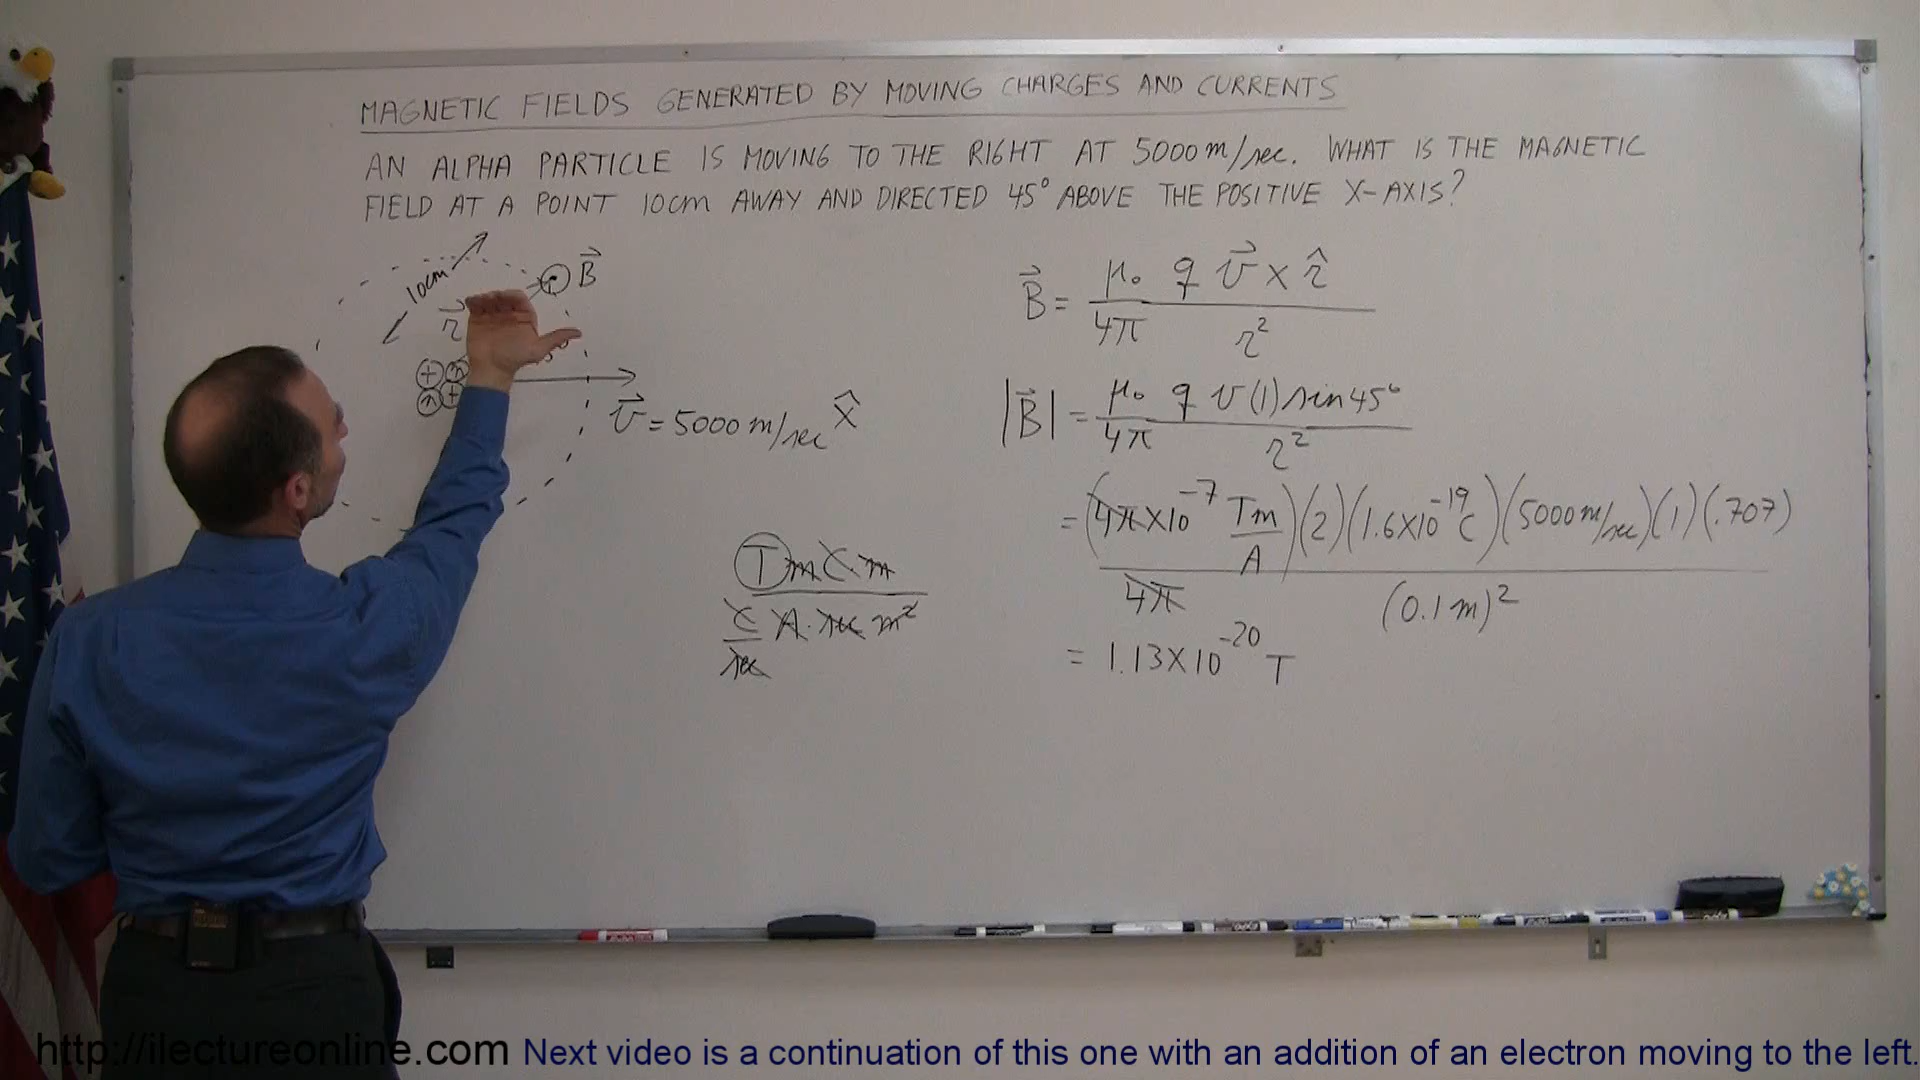 MAGNETIC FIELDS GENERATED BY MOVING CHARGES AND CURRENTS
AN ALPHA PARTICLE IS MOVING TO THE RIGHT AT 5000 m/sec. WHAT IS THE MAGNETIC
FIELD AT A POINT 10cm AWAY AND DIRECTED 45° ABOVE THE POSITIVE X-AXIS?
10cm
B⃗
r⃗
+
+
v⃗ = 5000 m/sec x̂
B⃗ = μ₀ q v⃗ × r̂ / 4π r²
|B⃗| = μ₀ q v (1) sin 45° / 4π r²
= (4π×10⁻⁷ Tm/A)(2)(1.6×10⁻¹⁹C)(5000 m/sec)(1)(.707)
4π (0.1m)²
= 1.13×10⁻²⁰ T
T m C·m
C A·sec m²
sec
http://ilectureonline.com Next video is a continuation of this one with an addition of an electron moving to the left.